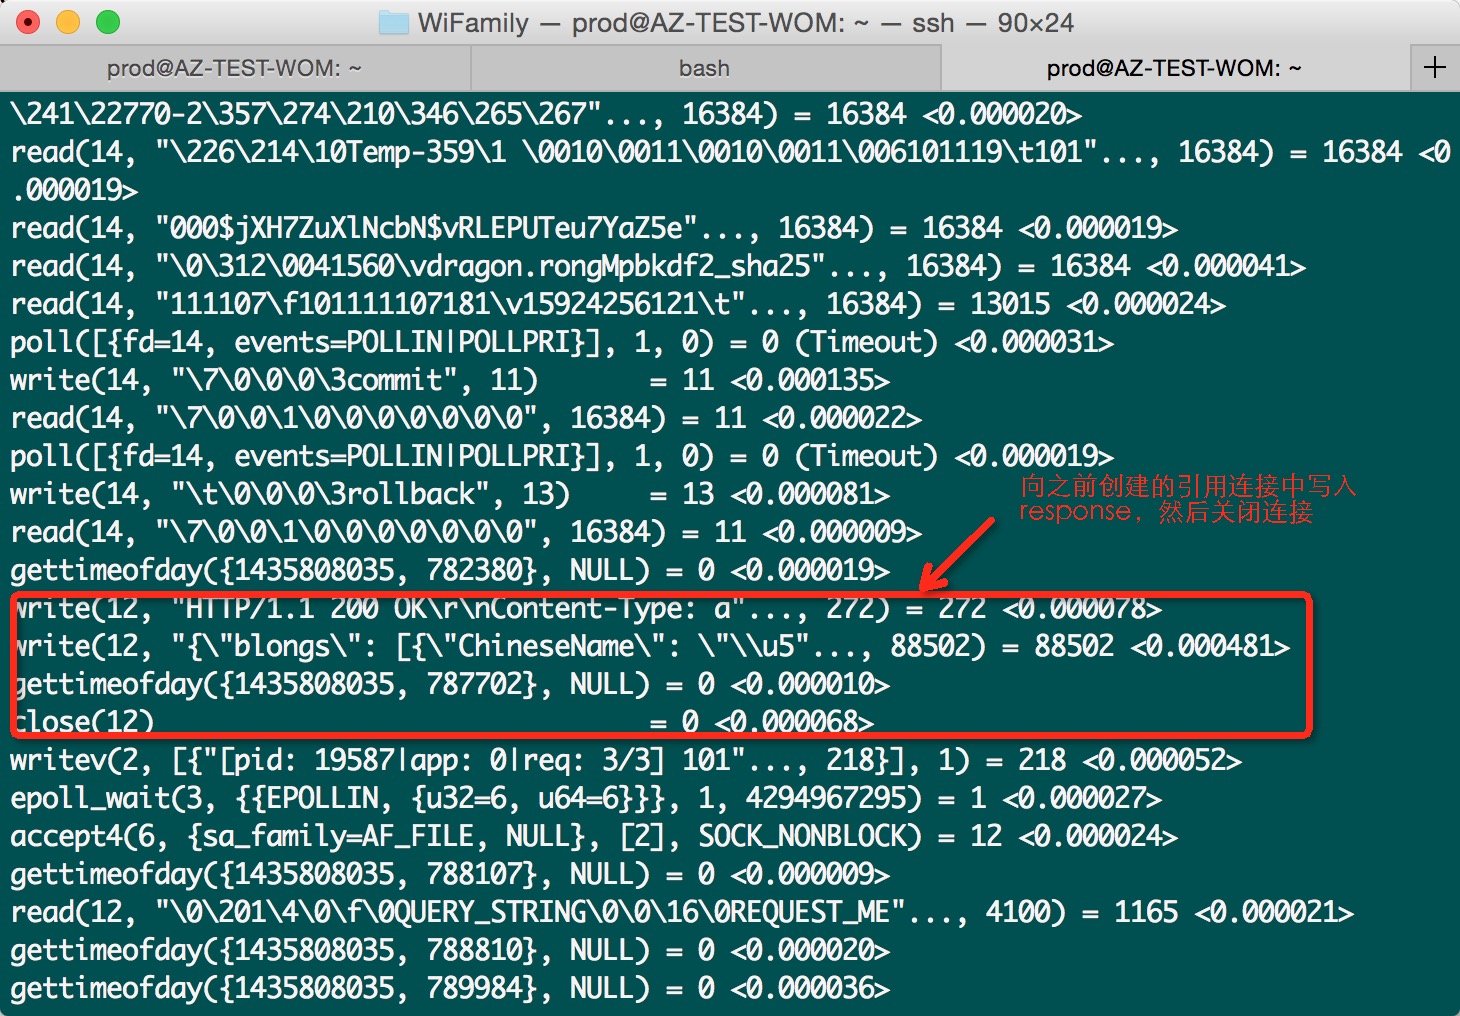 WiFamily — prod@AZ-TEST-WOM: ~ — ssh — 90×24
prod@AZ-TEST-WOM: ~
bash
prod@AZ-TEST-WOM: ~
+
\241\22770-2\357\274\210\346\265\267"..., 16384) = 16384 <0.000020>
read(14, "\226\214\10Temp-359\1 \0010\0011\0010\0011\006101119\t101"..., 16384) = 16384 <0
.000019>
read(14, "000$jXH7ZuXlNcbN$vRLEPUTeu7YaZ5e"..., 16384) = 16384 <0.000019>
read(14, "\0\312\0041560\vdragon.rongMpbkdf2_sha25"..., 16384) = 16384 <0.000041>
read(14, "111107\f101111107181\v15924256121\t"..., 16384) = 13015 <0.000024>
poll([{fd=14, events=POLLIN|POLLPRI}], 1, 0) = 0 (Timeout) <0.000031>
write(14, "\7\0\0\0\3commit", 11) = 11 <0.000135>
read(14, "\7\0\0\1\0\0\0\0\0\0\0", 16384) = 11 <0.000022>
poll([{fd=14, events=POLLIN|POLLPRI}], 1, 0) = 0 (Timeout) <0.000019>
write(14, "\t\0\0\0\3rollback", 13) = 13 <0.000081>
向之前创建的引用连接中写入
response，然后关闭连接
read(14, "\7\0\0\1\0\0\0\0\0\0\0", 16384) = 11 <0.000009>
gettimeofday({1435808035, 782380}, NULL) = 0 <0.000019>
write(12, "HTTP/1.1 200 OK\r\nContent-Type: a"..., 272) = 272 <0.000078>
write(12, "{\"blongs\": [{\"ChineseName\": \"\\u5"..., 88502) = 88502 <0.000481>
gettimeofday({1435808035, 787702}, NULL) = 0 <0.000010>
close(12) = 0 <0.000068>
writev(2, [{"[pid: 19587|app: 0|req: 3/3] 101"..., 218}], 1) = 218 <0.000052>
epoll_wait(3, {{EPOLLIN, {u32=6, u64=6}}}, 1, 4294967295) = 1 <0.000027>
accept4(6, {sa_family=AF_FILE, NULL}, [2], SOCK_NONBLOCK) = 12 <0.000024>
gettimeofday({1435808035, 788107}, NULL) = 0 <0.000009>
read(12, "\0\201\4\0\f\0QUERY_STRING\0\0\16\0REQUEST_ME"..., 4100) = 1165 <0.000021>
gettimeofday({1435808035, 788810}, NULL) = 0 <0.000020>
gettimeofday({1435808035, 789984}, NULL) = 0 <0.000036>